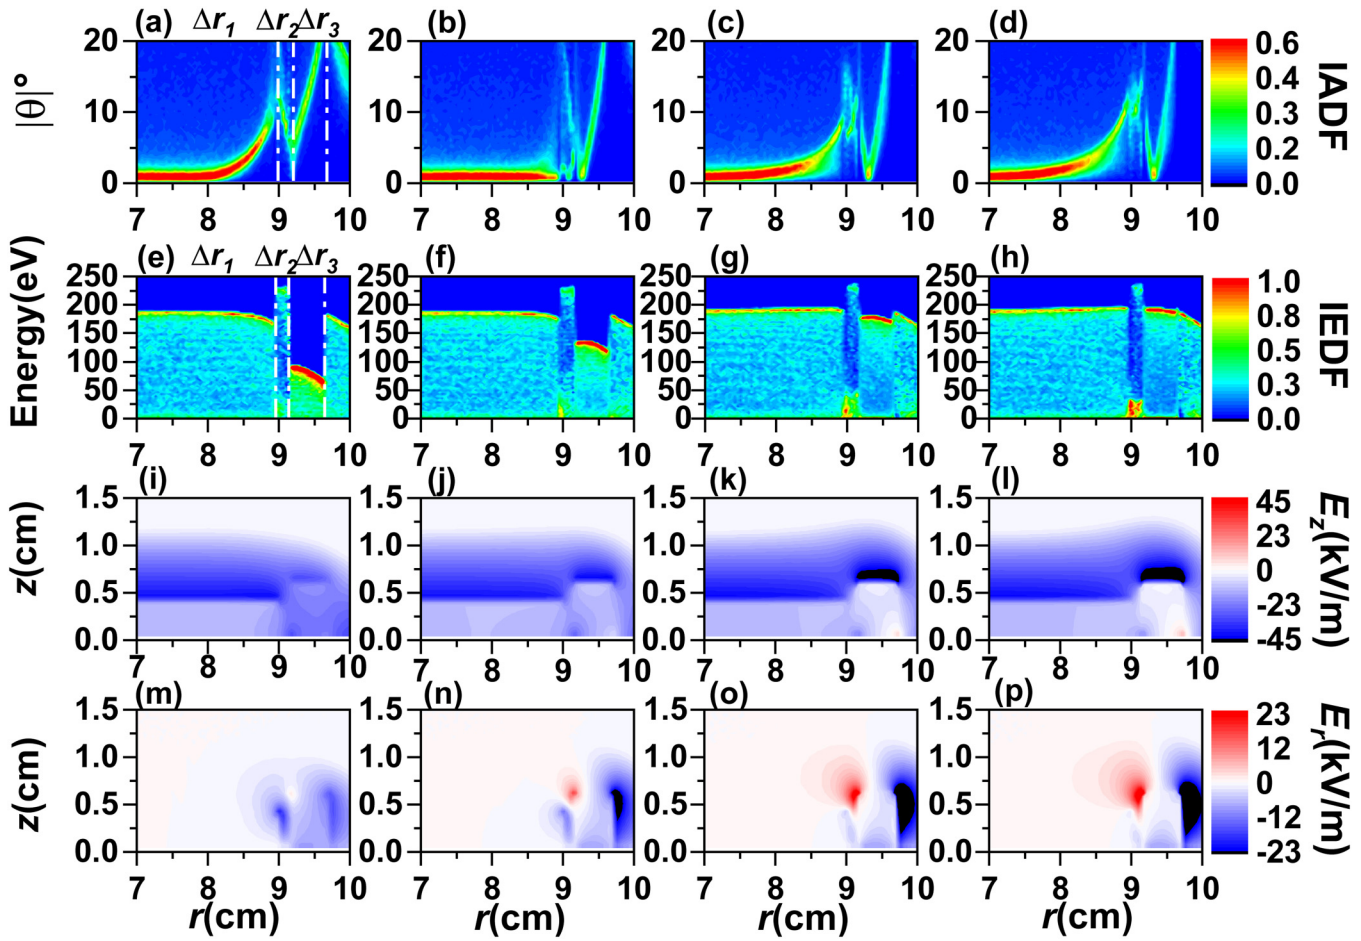 (a) Δr1 Δr2 Δr3 (b) (c) (d)
20 20 20 20 0.6
10 10 10 10 0.4
0 0 0 0 0.2
0.0
|θ|° IADF
7 8 9 10 7 8 9 10 7 8 9 10 7 8 9 10
(e) Δr1 Δr2 Δr3 (f) (g) (h)
250 250 250 250 1.0
200 200 200 200 0.8
150 150 150 150 0.5
100 100 100 100 0.3
50 50 50 50 0.0
0 0 0 0
Energy(eV) IEDF
7 8 9 10 7 8 9 10 7 8 9 10 7 8 9 10
(i) (j) (k) (l)
1.5 1.5 1.5 1.5 45
1.0 1.0 1.0 1.0 23
0.5 0.5 0.5 0.5 0
0.0 0.0 0.0 0.0 -23
-45
z(cm) Ez(kV/m)
7 8 9 10 7 8 9 10 7 8 9 10 7 8 9 10
(m) (n) (o) (p)
1.5 1.5 1.5 1.5 23
1.0 1.0 1.0 1.0 12
0.5 0.5 0.5 0.5 0
0.0 0.0 0.0 0.0 -12
-23
z(cm) Er(kV/m)
7 8 9 10 7 8 9 10 7 8 9 10 7 8 9 10
r(cm) r(cm) r(cm) r(cm)